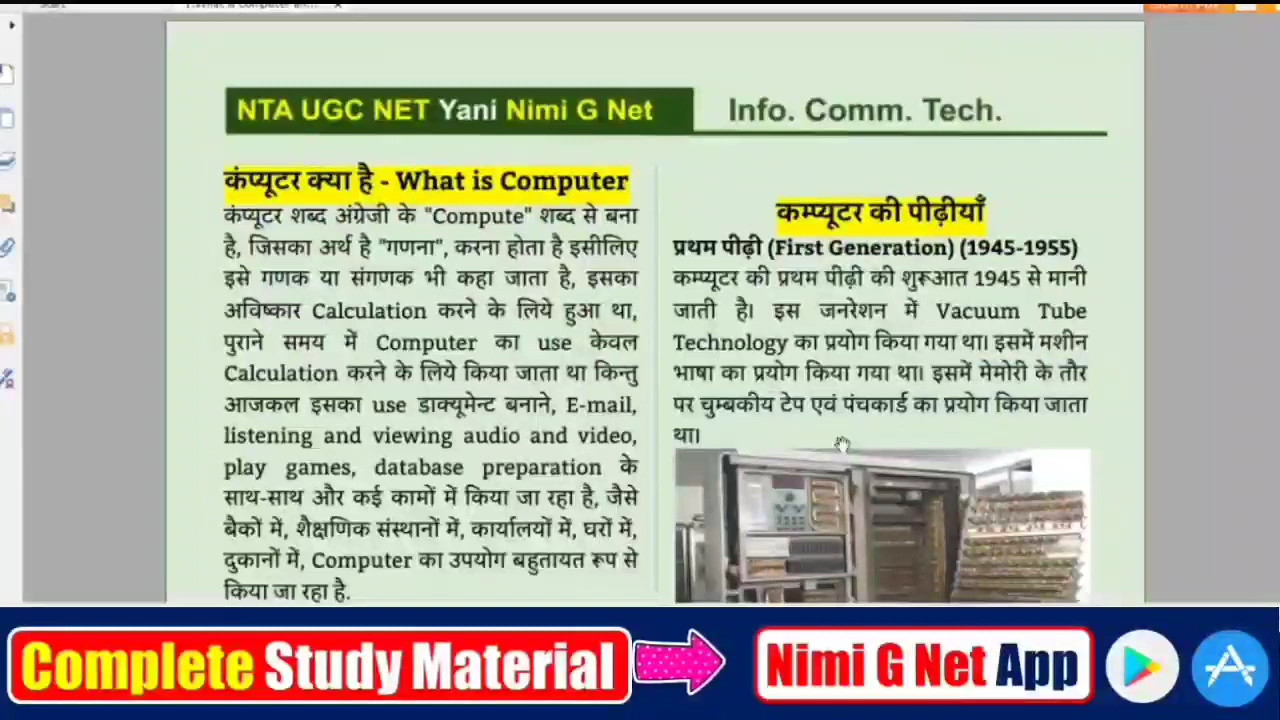 NTA UGC NET Yani Nimi G Net
Info. Comm. Tech.
कंप्यूटर क्या है - What is Computer
कंप्यूटर शब्द अंग्रेजी के "Compute" शब्द से बना
है, जिसका अर्थ है "गणना", करना होता है इसीलिए
इसे गणक या संगणक भी कहा जाता है, इसका
अविष्कार Calculation करने के लिये हुआ था,
पुराने समय में Computer का use केवल
Calculation करने के लिये किया जाता था किन्तु
आजकल इसका use डाक्यूमेन्ट बनाने, E-mail,
listening and viewing audio and video,
play games, database preparation के
साथ-साथ और कई कामों में किया जा रहा है, जैसे
बैकों में, शैक्षणिक संस्थानों में, कार्यालयों में, घरों में,
दुकानों में, Computer का उपयोग बहुतायत रूप से
किया जा रहा है.
कम्प्यूटर की पीढ़ीयाँ
प्रथम पीढ़ी (First Generation) (1945-1955)
कम्प्यूटर की प्रथम पीढ़ी की शुरूआत 1945 से मानी
जाती है। इस जनरेशन में Vacuum Tube
Technology का प्रयोग किया गया था। इसमें मशीन
भाषा का प्रयोग किया गया था। इसमें मेमोरी के तौर
पर चुम्बकीय टेप एवं पंचकार्ड का प्रयोग किया जाता
था।
Complete Study Material
Nimi G Net App